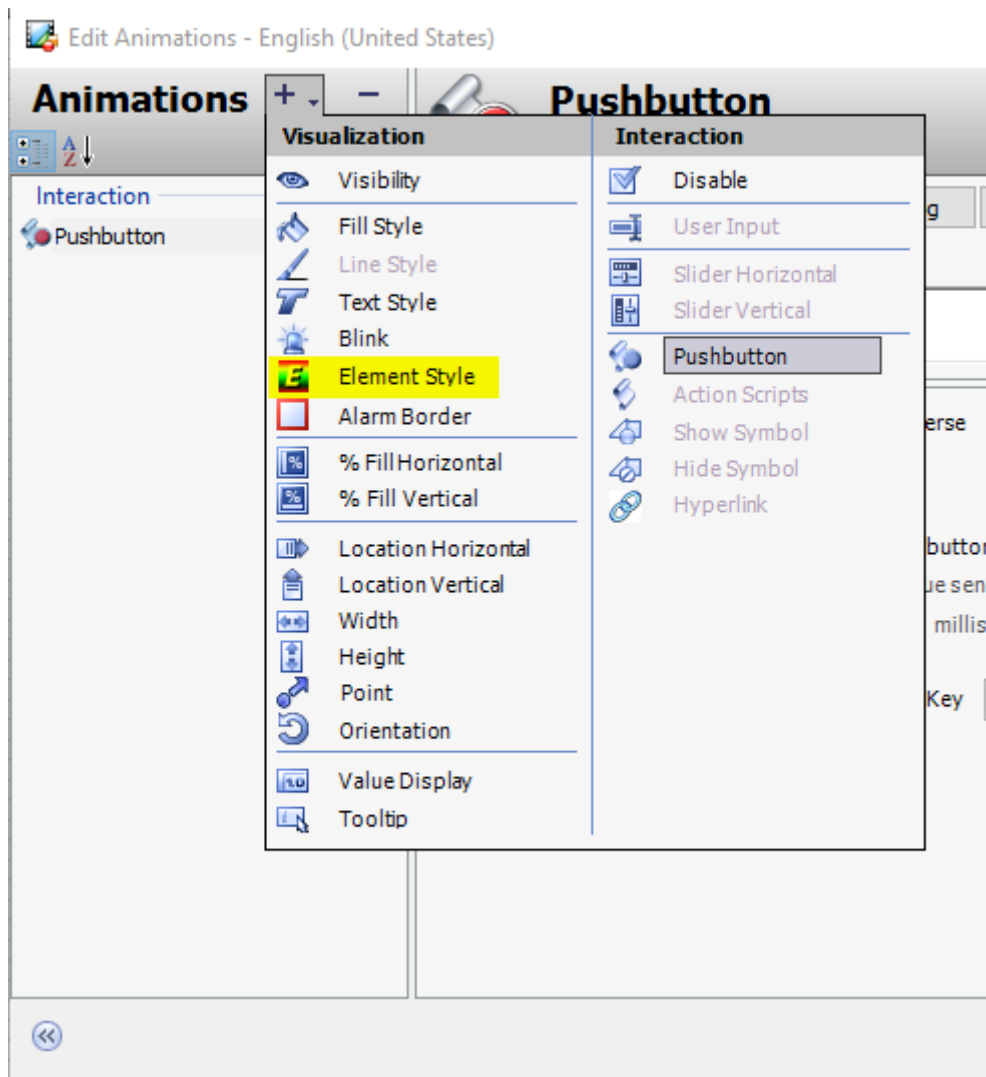 Edit Animations - English (United States)
Animations
Pushbutton
Interaction
Pushbutton
Visualization
Visibility
Fill Style
Line Style
Text Style
Blink
Element Style
Alarm Border
% Fill Horizontal
% Fill Vertical
Location Horizontal
Location Vertical
Width
Height
Point
Orientation
Value Display
Tooltip
Interaction
Disable
User Input
Slider Horizontal
Slider Vertical
Pushbutton
Action Scripts
Show Symbol
Hide Symbol
Hyperlink
g
erse
button
ue sen
millis
Key